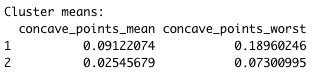 Cluster means:
concave_points_mean concave_points_worst
1 0.09122074 0.18960246
2 0.02545679 0.07300995